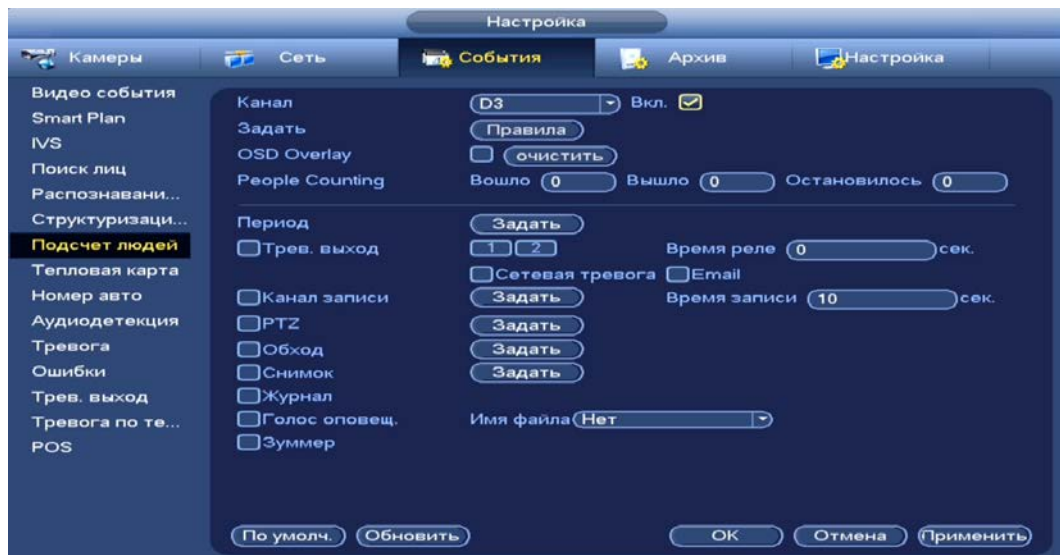 Настройка
Камеры Сеть События Архив Настройка
Видео события
Smart Plan
IVS
Поиск лиц
Распознавани...
Структуризаци...
Подсчет людей
Тепловая карта
Номер авто
Аудиодетекция
Тревога
Ошибки
Трев. выход
Тревога по те...
POS
Канал D3 Вкл.
Задать Правила
OSD Overlay очистить
People Counting Вошло 0 Вышло 0 Остановилось 0
Период Задать
Трев. выход 1 2 Время реле 0 сек.
Сетевая тревога Email
Канал записи Задать Время записи 10 сек.
PTZ Задать
Обход Задать
Снимок Задать
Журнал
Голос оповещ. Имя файла Нет
Зуммер
По умолч. Обновить ОК Отмена Применить